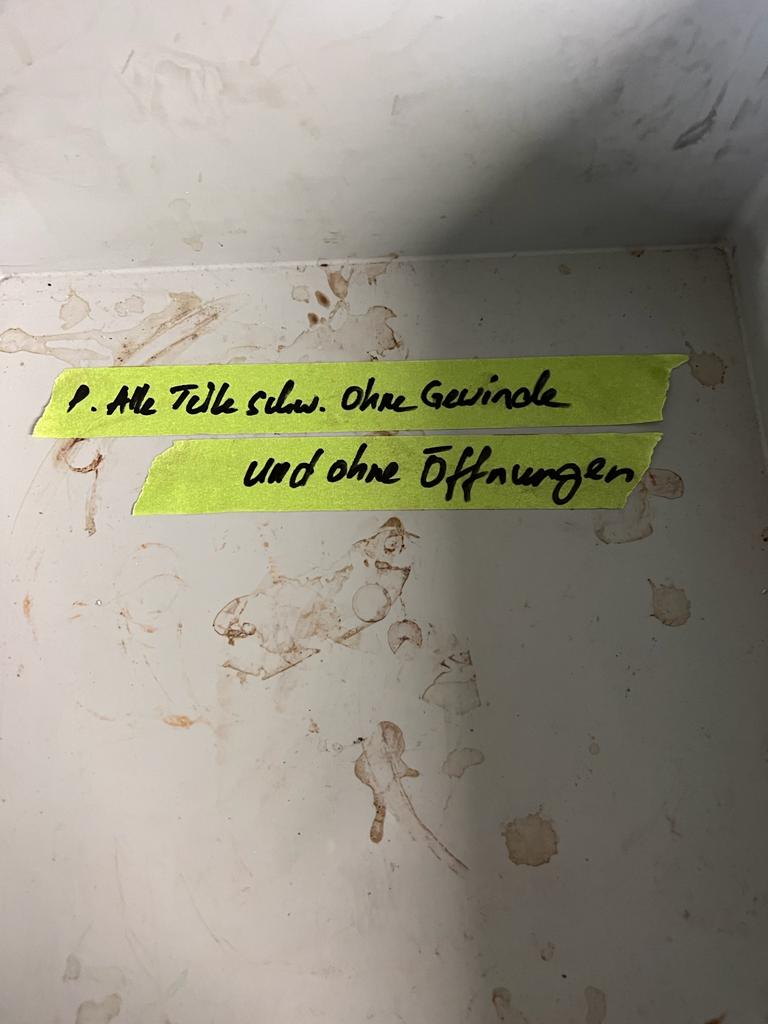 P. Alle Teile schw. Ohne Gewinde
und ohne Öffnungen